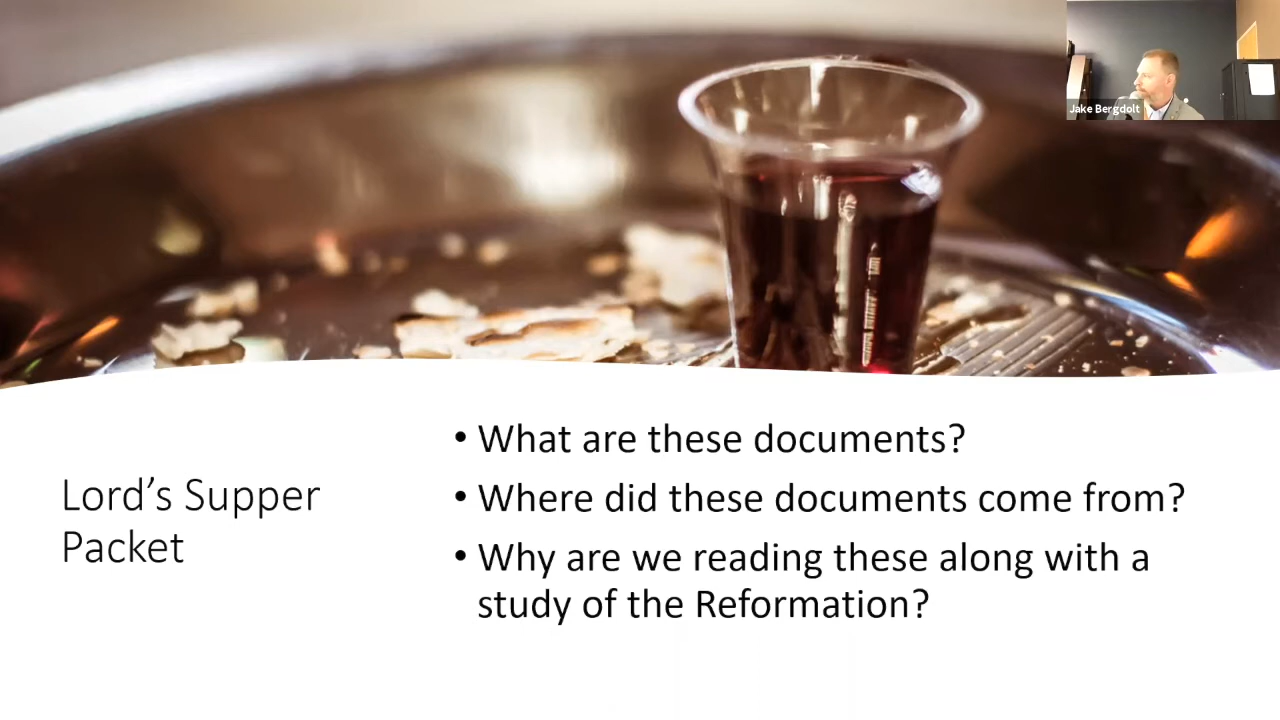 Jake Bergdolt
Lord's Supper
Packet
• What are these documents?
• Where did these documents come from?
• Why are we reading these along with a
study of the Reformation?